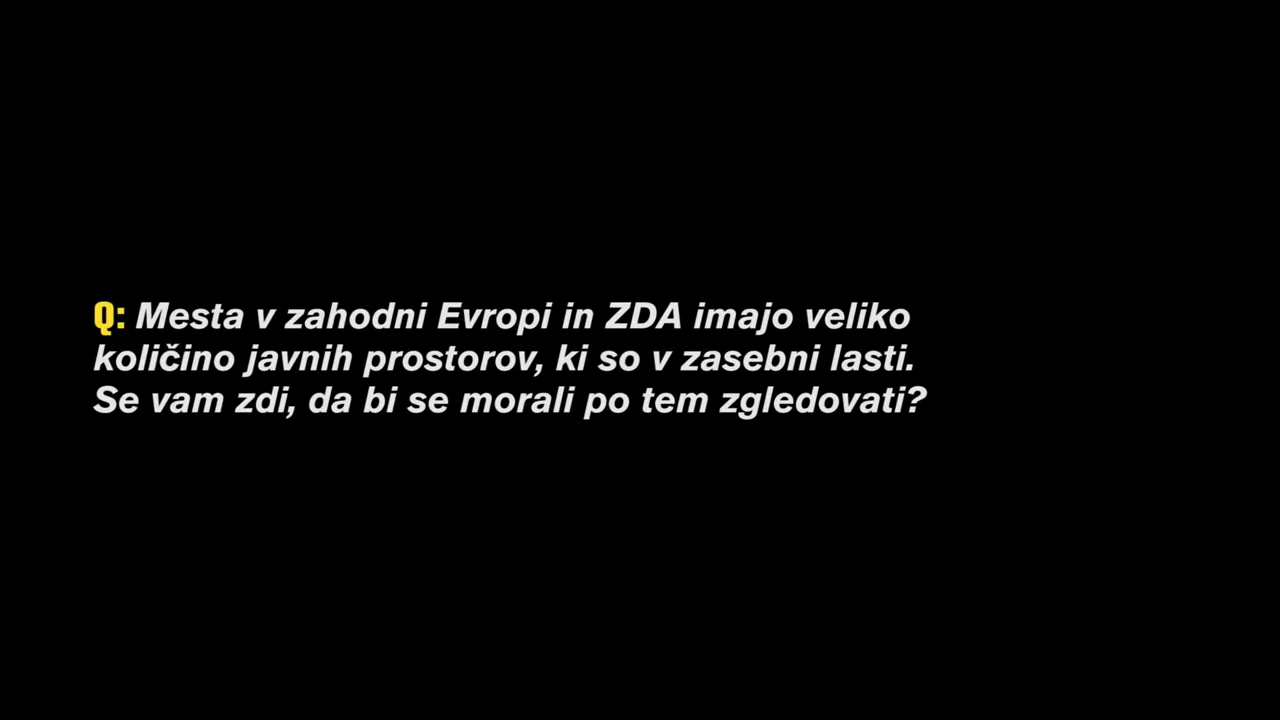 Q: Mesta v zahodni Evropi in ZDA imajo veliko
količino javnih prostorov, ki so v zasebni lasti.
Se vam zdi, da bi se morali po tem zgledovati?